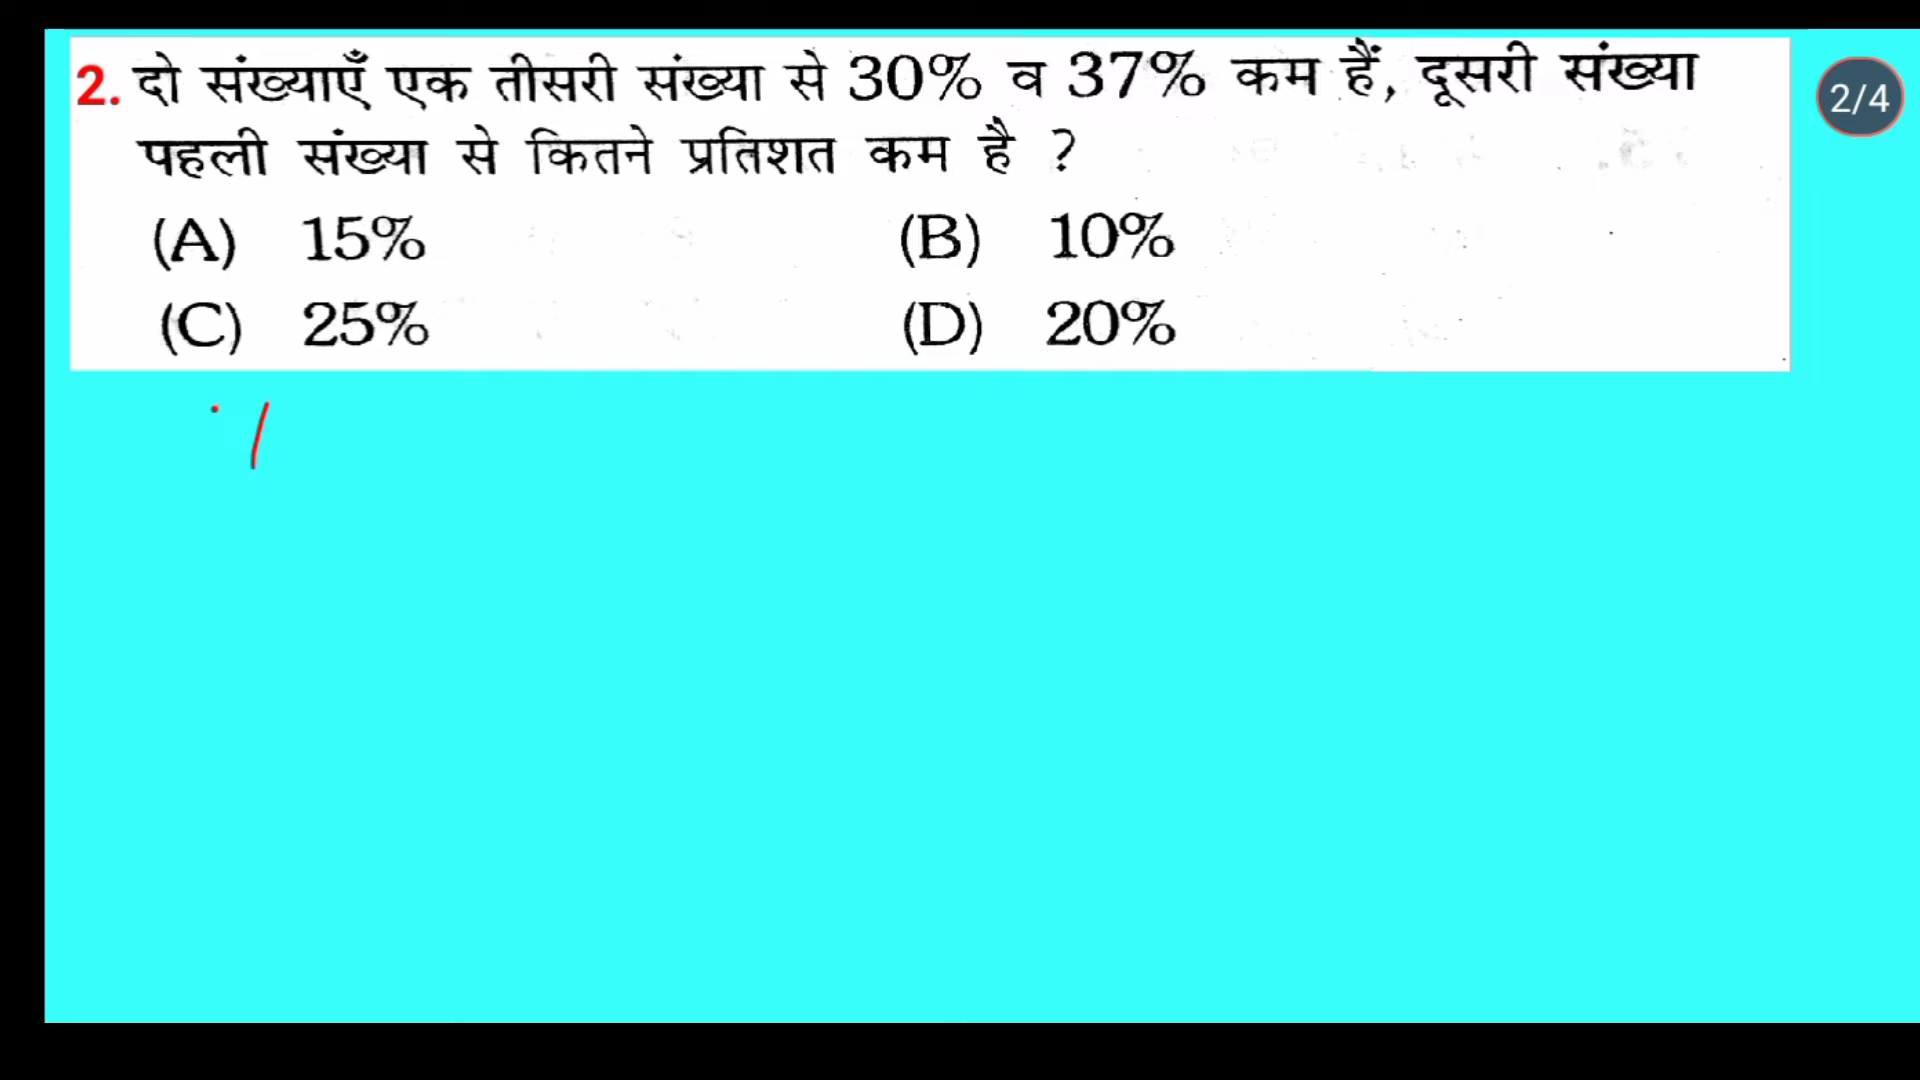 2. दो संख्याएँ एक तीसरी संख्या से 30% व 37% कम हैं, दूसरी संख्या
पहली संख्या से कितने प्रतिशत कम है ?
(A) 15% (B) 10%
(C) 25% (D) 20%
2/4